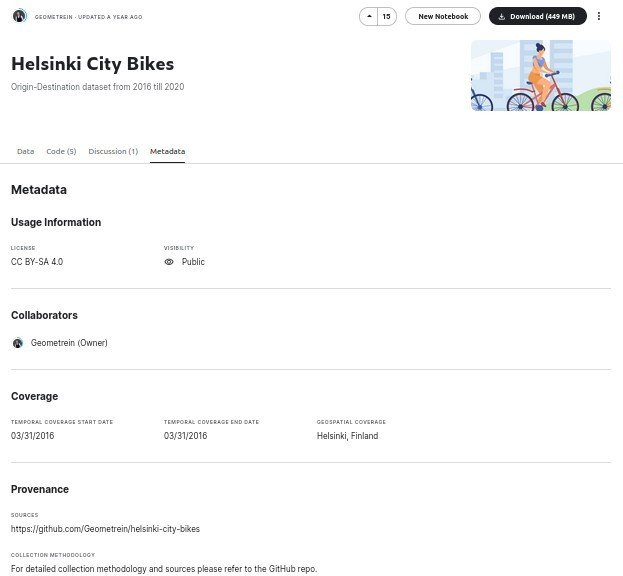 GEOMETREIN · UPDATED A YEAR AGO
15
New Notebook
Download (449 MB)
Helsinki City Bikes
Origin-Destination dataset from 2016 till 2020
Data Code (5) Discussion (1) Metadata
Metadata
Usage Information
LICENSE VISIBILITY
CC BY-SA 4.0 Public
Collaborators
Geometrein (Owner)
Coverage
TEMPORAL COVERAGE START DATE TEMPORAL COVERAGE END DATE GEOSPATIAL COVERAGE
03/31/2016 03/31/2016 Helsinki, Finland
Provenance
SOURCES
https://github.com/Geometrein/helsinki-city-bikes
COLLECTION METHODOLOGY
For detailed collection methodology and sources please refer to the GitHub repo.